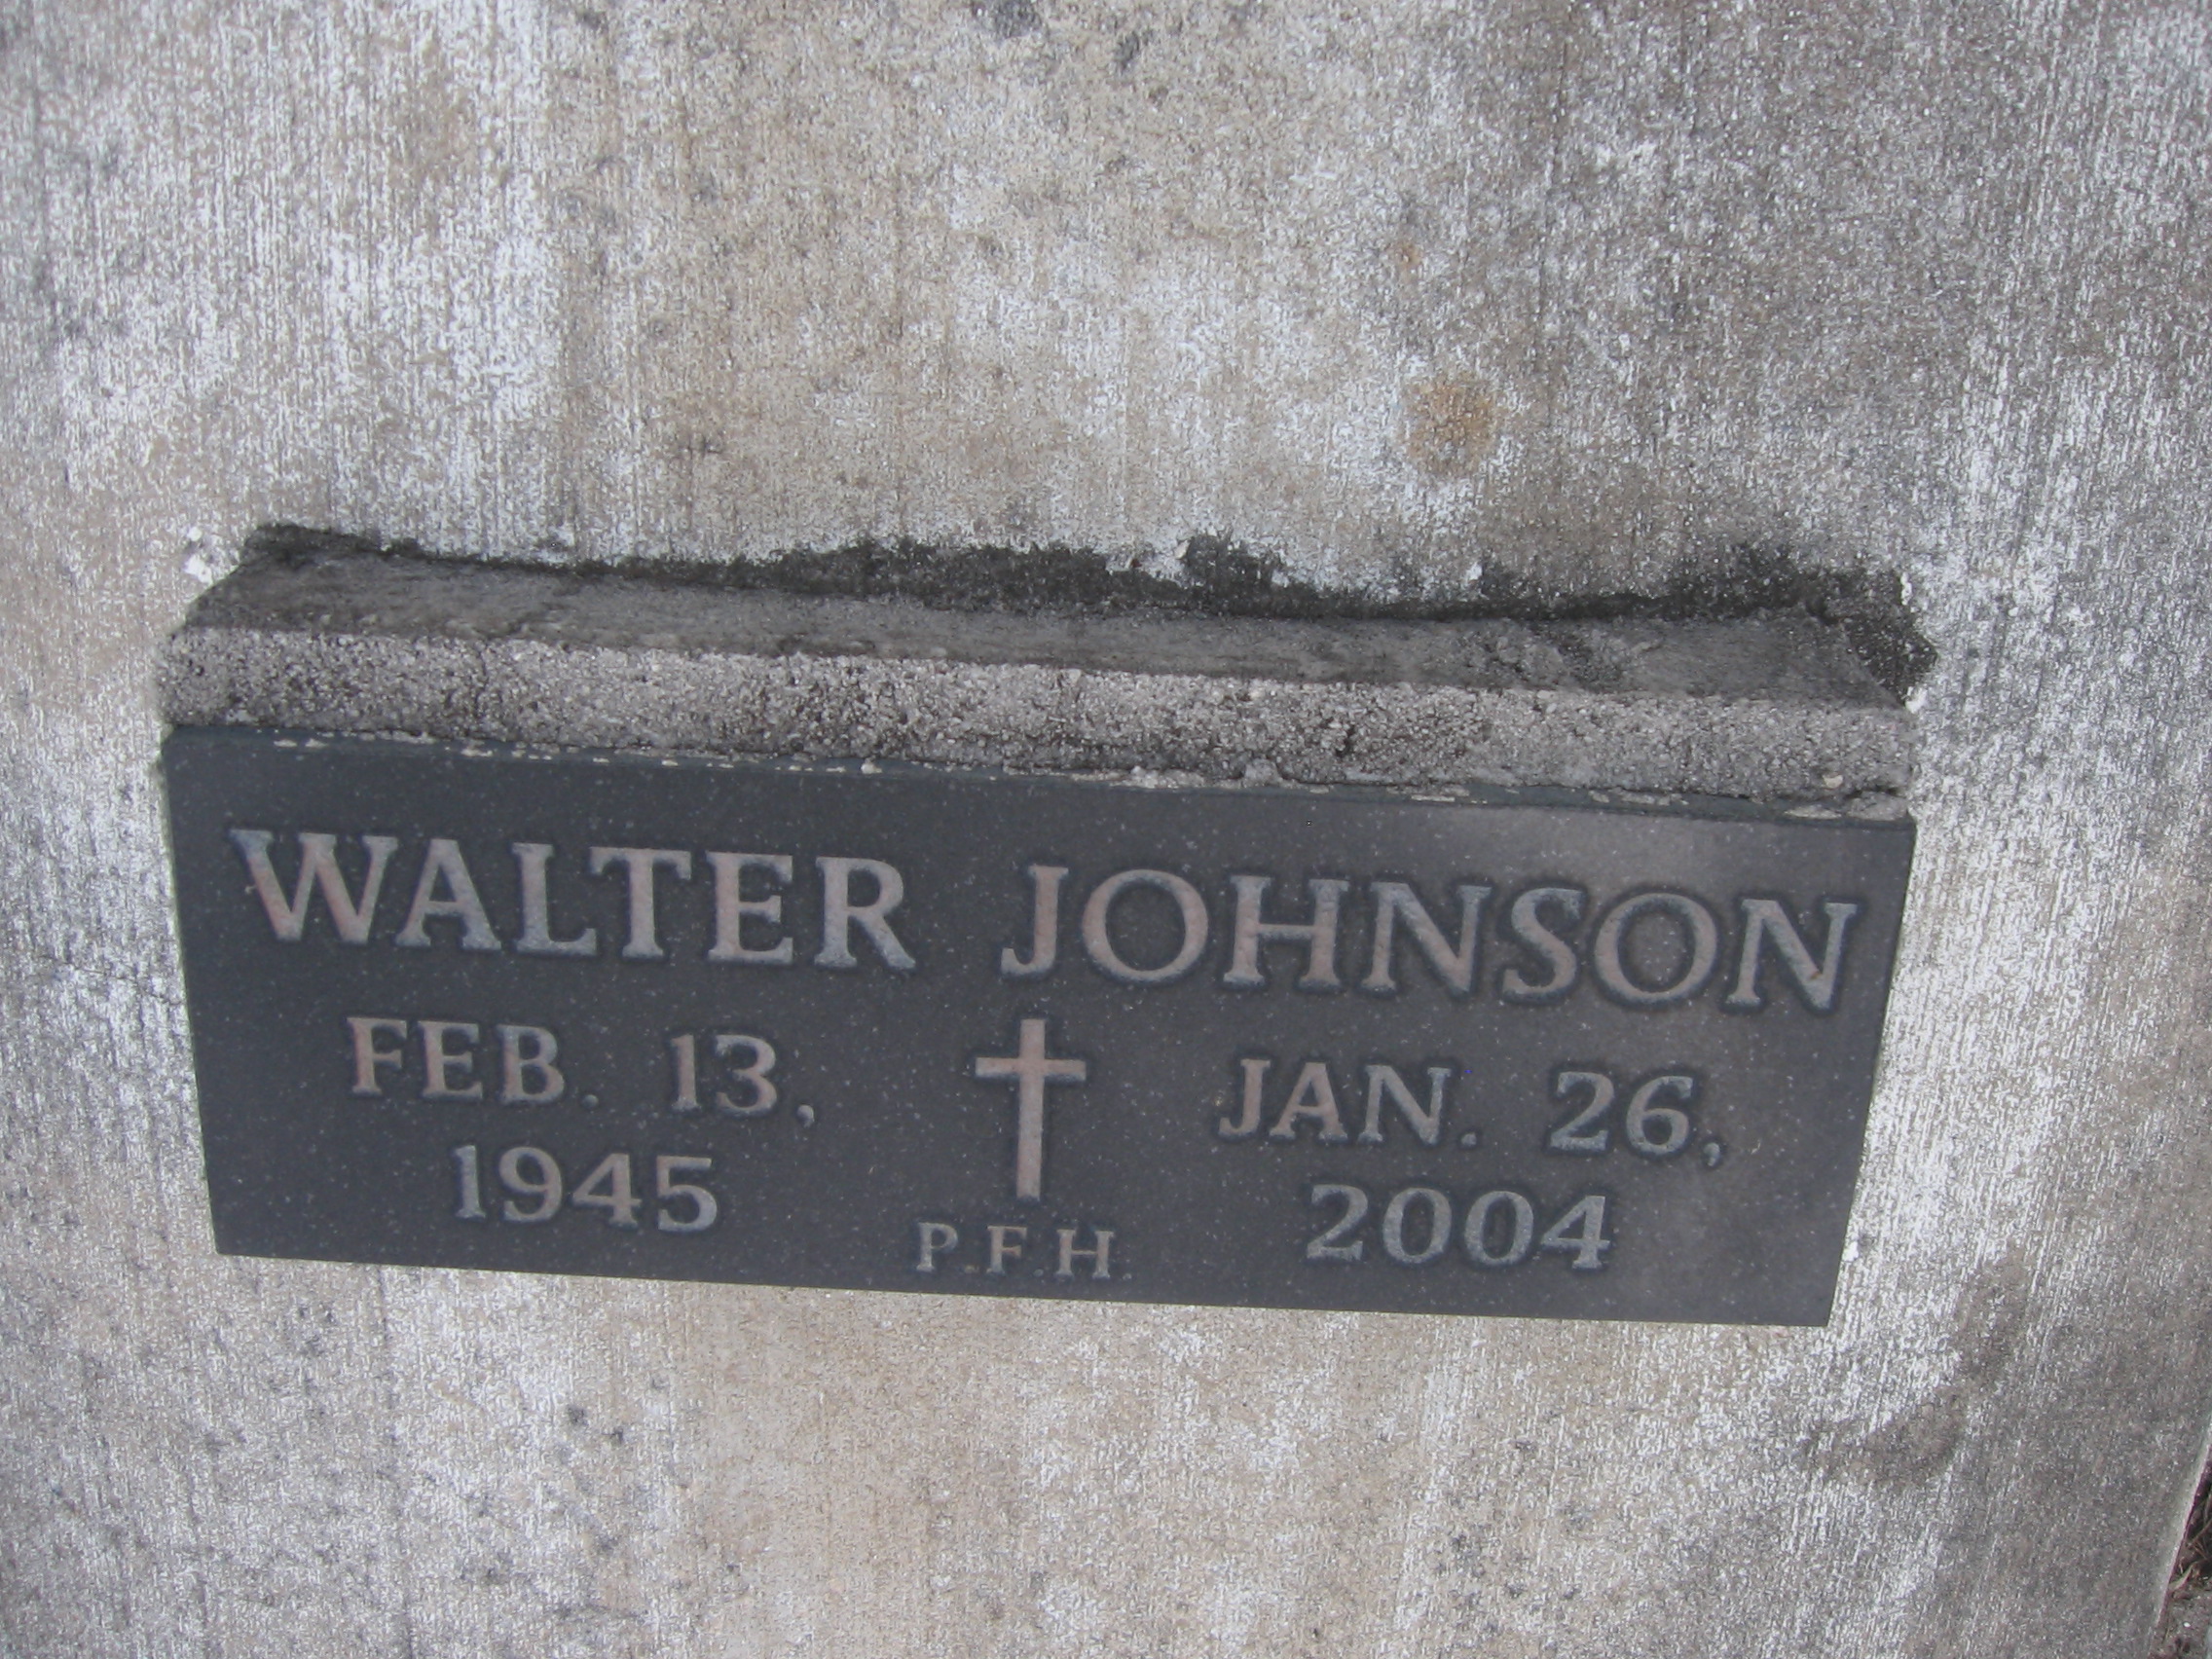 WALTER JOHNSON
FEB. 13, JAN. 26,
1945 2004
P.F.H.